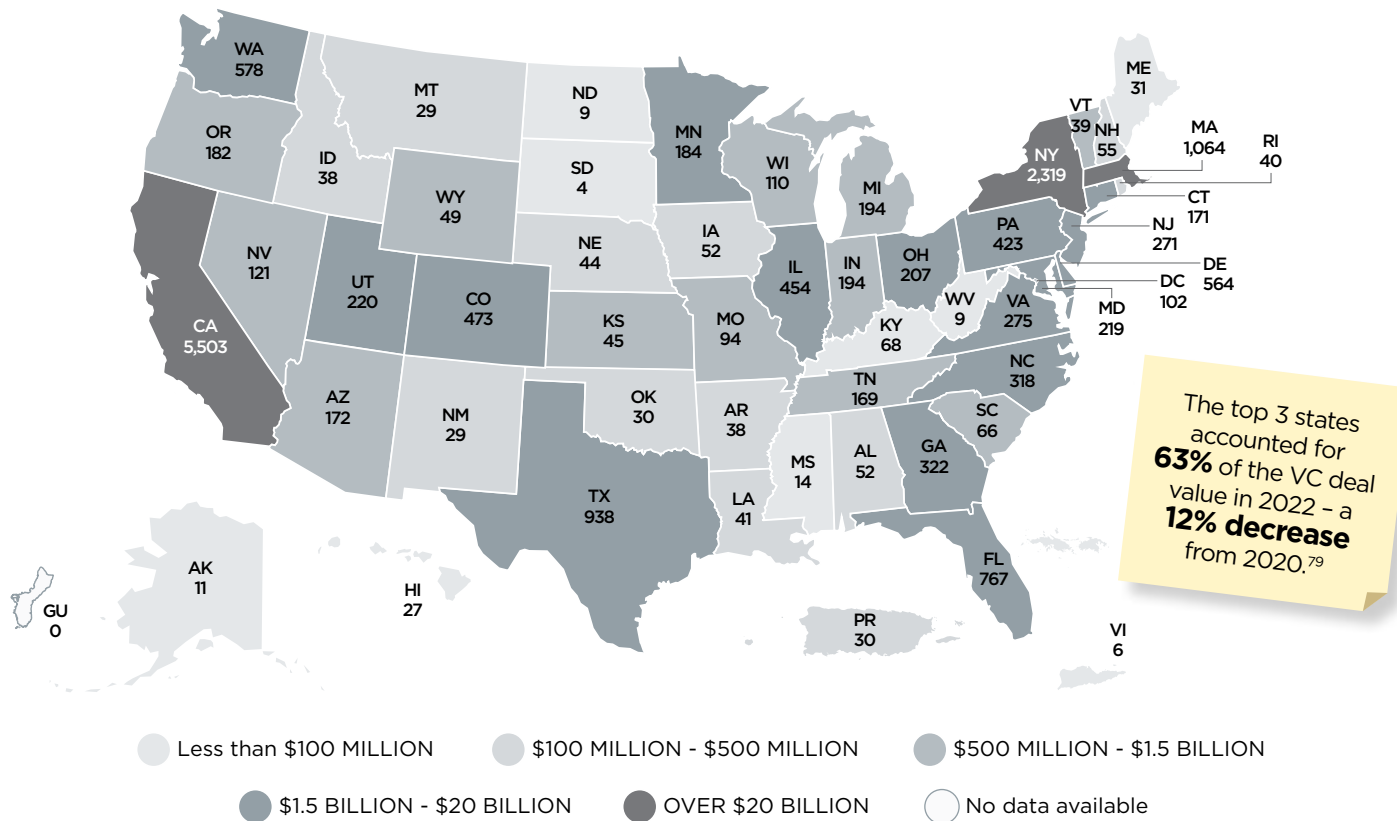 WA
578
OR
182
CA
5,503
ID
38
NV
121
MT
29
WY
49
UT
220
AZ
172
CO
473
NM
29
ND
9
SD
4
NE
44
KS
45
OK
30
TX
938
MN
184
IA
52
MO
94
AR
38
LA
41
WI
110
IL
454
MI
194
IN
194
OH
207
KY
68
TN
169
MS
14
AL
52
GA
322
FL
767
SC
66
NC
318
VA
275
WV
9
PA
423
NY
2,319
VT
39
NH
55
ME
31
MA
1,064
RI
40
CT
171
NJ
271
DE
564
DC
102
MD
219
The top 3 states
accounted for
63% of the VC deal
value in 2022 – a
12% decrease
from 2020.79
GU
0
AK
11
HI
27
PR
30
VI
6
Less than $100 MILLION
$100 MILLION - $500 MILLION
$500 MILLION - $1.5 BILLION
$1.5 BILLION - $20 BILLION
OVER $20 BILLION
No data available